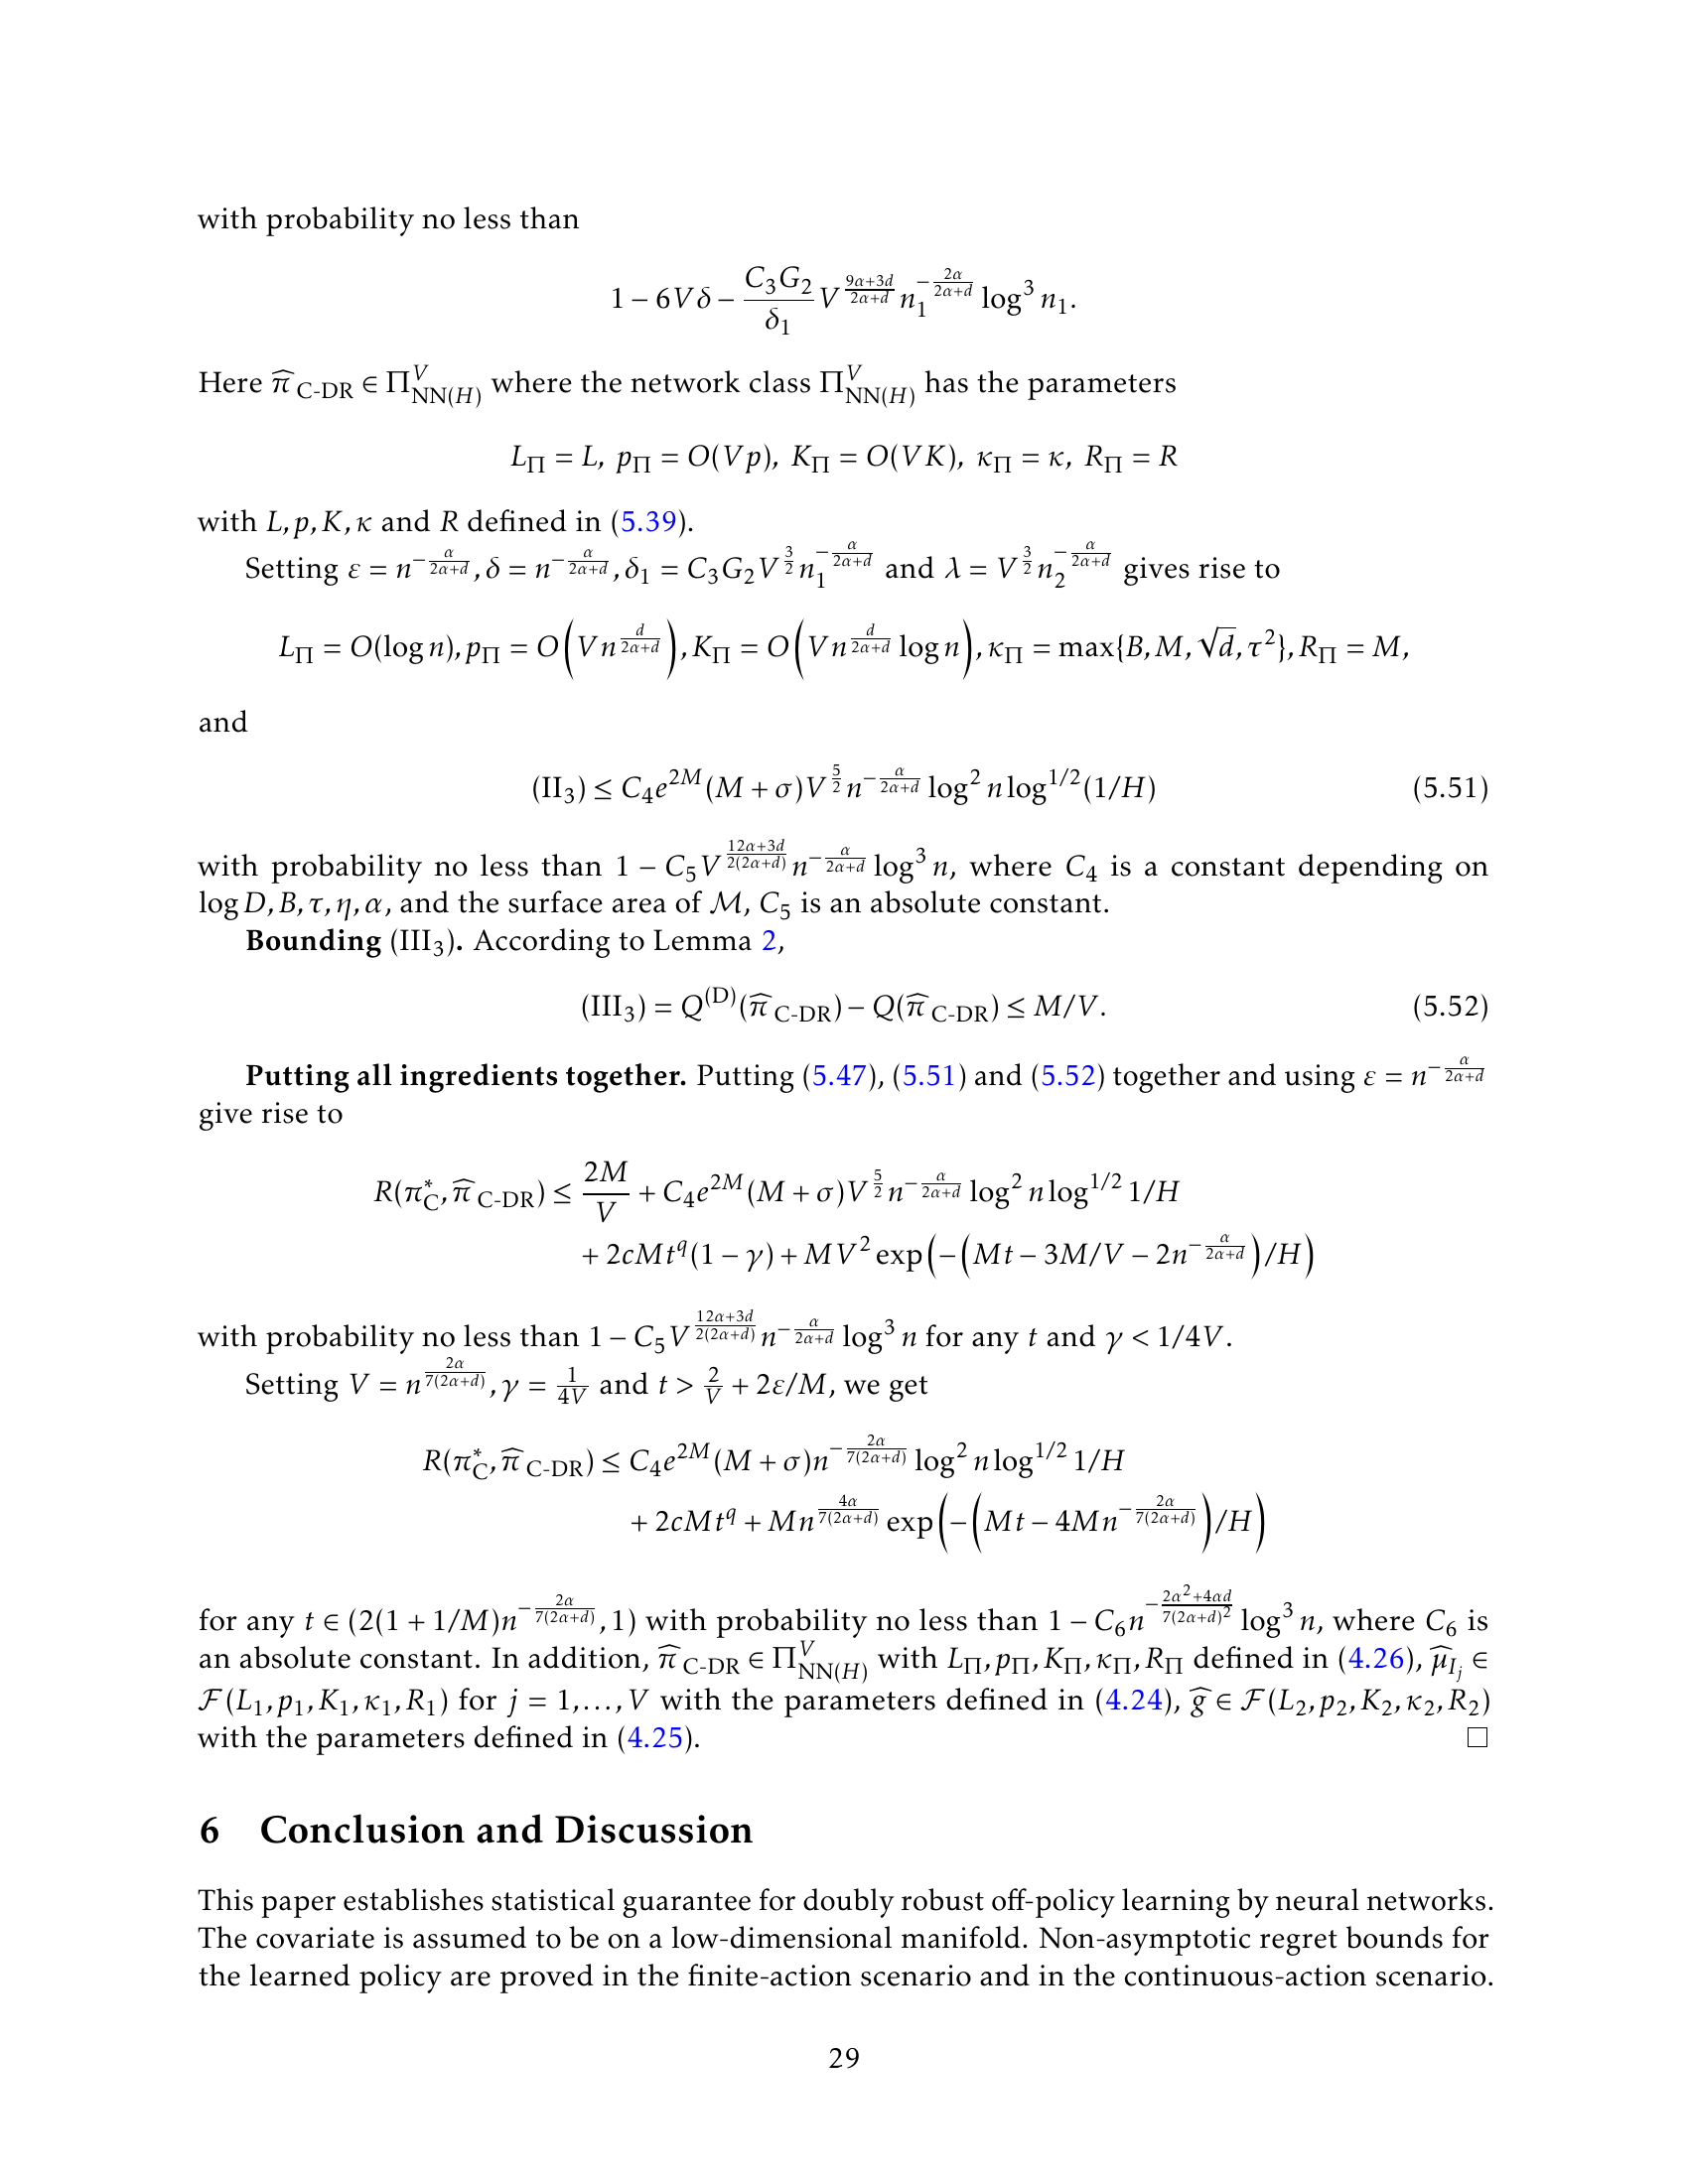 with probability no less than
$$1 - 6V\delta - \frac{C_3G_2}{\delta_1}V^{\frac{9\alpha+3d}{2\alpha+d}}n_1^{-\frac{2\alpha}{2\alpha+d}}\log^3 n_1.$$
Here $\widehat{\pi}_{\text{C-DR}} \in \Pi^V_{\text{NN}(H)}$ where the network class $\Pi^V_{\text{NN}(H)}$ has the parameters
$$L_\Pi = L,\ p_\Pi = O(Vp),\ K_\Pi = O(VK),\ \kappa_\Pi = \kappa,\ R_\Pi = R$$
with $L, p, K, \kappa$ and $R$ defined in (5.39).
Setting $\varepsilon = n^{-\frac{\alpha}{2\alpha+d}}, \delta = n^{-\frac{\alpha}{2\alpha+d}}, \delta_1 = C_3G_2V^{\frac{3}{2}}n_1^{-\frac{\alpha}{2\alpha+d}}$ and $\lambda = V^{\frac{3}{2}}n_2^{-\frac{\alpha}{2\alpha+d}}$ gives rise to
$$L_\Pi = O(\log n), p_\Pi = O\left(Vn^{\frac{d}{2\alpha+d}}\right), K_\Pi = O\left(Vn^{\frac{d}{2\alpha+d}}\log n\right), \kappa_\Pi = \max\{B, M, \sqrt{d}, \tau^2\}, R_\Pi = M,$$
and
$$(\text{II}_3) \leq C_4e^{2M}(M+\sigma)V^{\frac{5}{2}}n^{-\frac{\alpha}{2\alpha+d}}\log^2 n\log^{1/2}(1/H) \quad (5.51)$$
with probability no less than $1 - C_5V^{\frac{12\alpha+3d}{2(2\alpha+d)}}n^{-\frac{\alpha}{2\alpha+d}}\log^3 n$, where $C_4$ is a constant depending on
$\log D, B, \tau, \eta, \alpha$, and the surface area of $\mathcal{M}$, $C_5$ is an absolute constant.
**Bounding** $(\text{III}_3)$**.** According to Lemma 2,
$$(\text{III}_3) = Q^{(\text{D})}(\widehat{\pi}_{\text{C-DR}}) - Q(\widehat{\pi}_{\text{C-DR}}) \leq M/V. \quad (5.52)$$
**Putting all ingredients together.** Putting (5.47), (5.51) and (5.52) together and using $\varepsilon = n^{-\frac{\alpha}{2\alpha+d}}$
give rise to
$$R(\pi^*_{\text{C}}, \widehat{\pi}_{\text{C-DR}}) \leq \frac{2M}{V} + C_4e^{2M}(M+\sigma)V^{\frac{5}{2}}n^{-\frac{\alpha}{2\alpha+d}}\log^2 n\log^{1/2} 1/H$$
$$+ 2cMt^q(1-\gamma) + MV^2\exp\left(-\left(Mt - 3M/V - 2n^{-\frac{\alpha}{2\alpha+d}}\right)/H\right)$$
with probability no less than $1 - C_5V^{\frac{12\alpha+3d}{2(2\alpha+d)}}n^{-\frac{\alpha}{2\alpha+d}}\log^3 n$ for any $t$ and $\gamma < 1/4V$.
Setting $V = n^{\frac{2\alpha}{7(2\alpha+d)}}, \gamma = \frac{1}{4V}$ and $t > \frac{2}{V} + 2\varepsilon/M$, we get
$$R(\pi^*_{\text{C}}, \widehat{\pi}_{\text{C-DR}}) \leq C_4e^{2M}(M+\sigma)n^{-\frac{2\alpha}{7(2\alpha+d)}}\log^2 n\log^{1/2} 1/H$$
$$+ 2cMt^q + Mn^{\frac{4\alpha}{7(2\alpha+d)}}\exp\left(-\left(Mt - 4Mn^{-\frac{2\alpha}{7(2\alpha+d)}}\right)/H\right)$$
for any $t \in (2(1+1/M)n^{-\frac{2\alpha}{7(2\alpha+d)}}, 1)$ with probability no less than $1 - C_6n^{-\frac{2\alpha^2+4\alpha d}{7(2\alpha+d)^2}}\log^3 n$, where $C_6$ is
an absolute constant. In addition, $\widehat{\pi}_{\text{C-DR}} \in \Pi^V_{\text{NN}(H)}$ with $L_\Pi, p_\Pi, K_\Pi, \kappa_\Pi, R_\Pi$ defined in (4.26), $\widehat{\mu}_{I_j} \in$
$\mathcal{F}(L_1, p_1, K_1, \kappa_1, R_1)$ for $j = 1, \ldots, V$ with the parameters defined in (4.24), $\widehat{g} \in \mathcal{F}(L_2, p_2, K_2, \kappa_2, R_2)$
with the parameters defined in (4.25). □
6 Conclusion and Discussion
This paper establishes statistical guarantee for doubly robust off-policy learning by neural networks.
The covariate is assumed to be on a low-dimensional manifold. Non-asymptotic regret bounds for
the learned policy are proved in the finite-action scenario and in the continuous-action scenario.
29